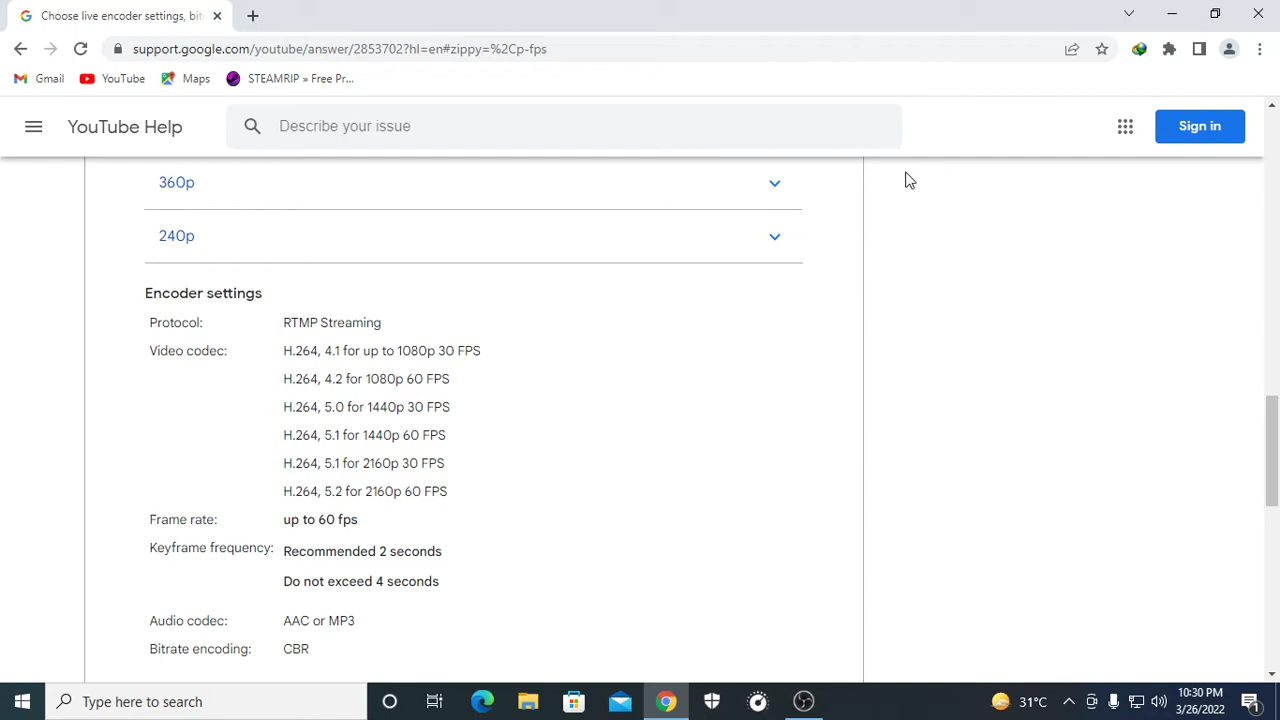 Choose live encoder settings, bit
support.google.com/youtube/answer/2853702?hl=en#zippy=%2Cp-fps
Gmail
YouTube
Maps
STEAMRIP » Free Pr...
YouTube Help
Describe your issue
Sign in
360p
240p
Encoder settings
Protocol: RTMP Streaming
Video codec: H.264, 4.1 for up to 1080p 30 FPS
H.264, 4.2 for 1080p 60 FPS
H.264, 5.0 for 1440p 30 FPS
H.264, 5.1 for 1440p 60 FPS
H.264, 5.1 for 2160p 30 FPS
H.264, 5.2 for 2160p 60 FPS
Frame rate: up to 60 fps
Keyframe frequency: Recommended 2 seconds
Do not exceed 4 seconds
Audio codec: AAC or MP3
Bitrate encoding: CBR
Type here to search
31°C
10:30 PM
3/26/2022
1